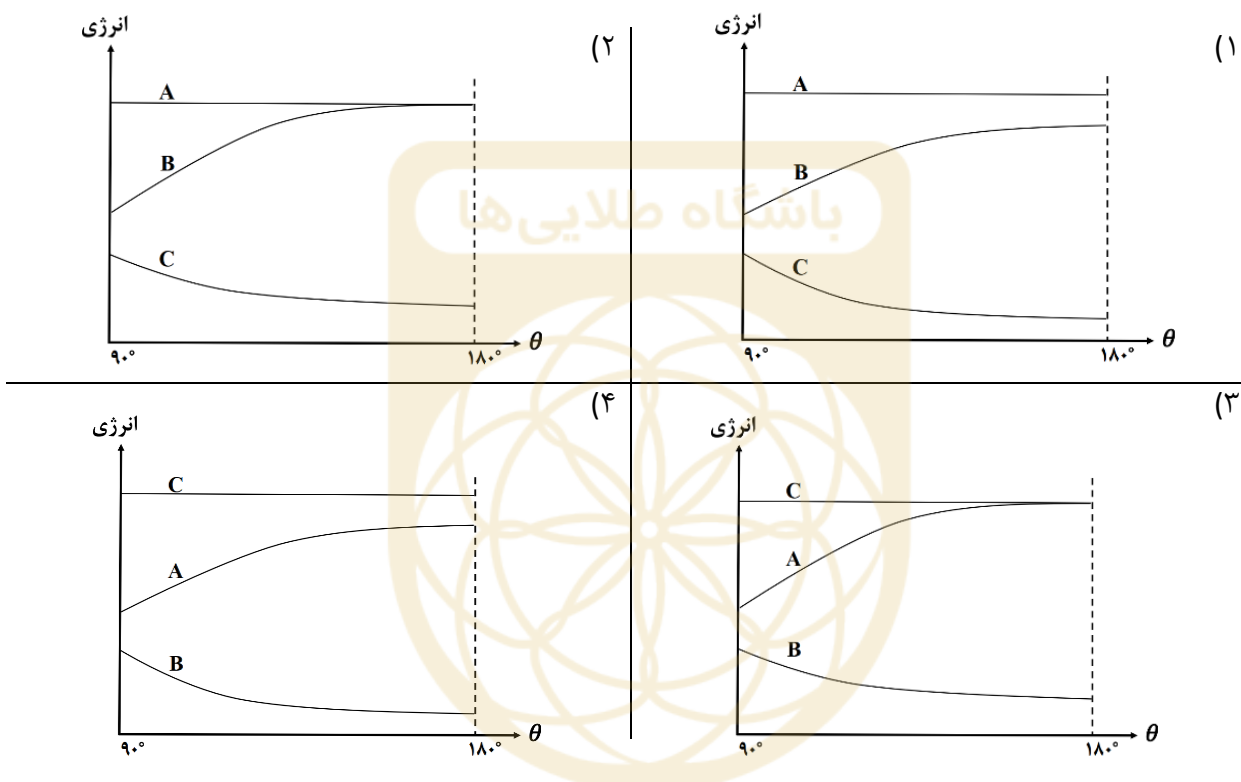 ۱)
انرژی
A
B
C
۹۰°
۱۸۰°
θ
۲)
انرژی
A
B
C
۹۰°
۱۸۰°
θ
باشگاه طلایی‌ها
۳)
انرژی
C
A
B
۹۰°
۱۸۰°
θ
۴)
انرژی
C
A
B
۹۰°
۱۸۰°
θ